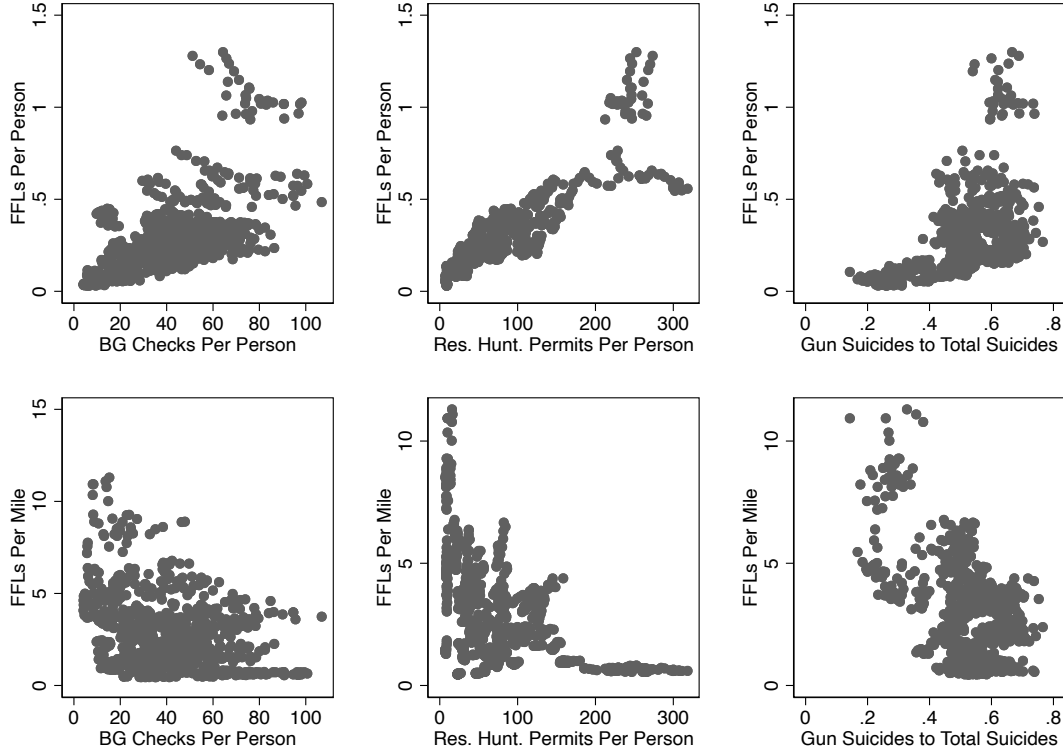 1.5
1
.5
0
FFLs Per Person
0 20 40 60 80 100
BG Checks Per Person
1.5
1
.5
0
FFLs Per Person
0 100 200 300
Res. Hunt. Permits Per Person
1.5
1
.5
0
FFLs Per Person
0 .2 .4 .6 .8
Gun Suicides to Total Suicides
15
10
5
0
FFLs Per Mile
0 20 40 60 80 100
BG Checks Per Person
10
5
0
FFLs Per Mile
0 100 200 300
Res. Hunt. Permits Per Person
10
5
0
FFLs Per Mile
0 .2 .4 .6 .8
Gun Suicides to Total Suicides